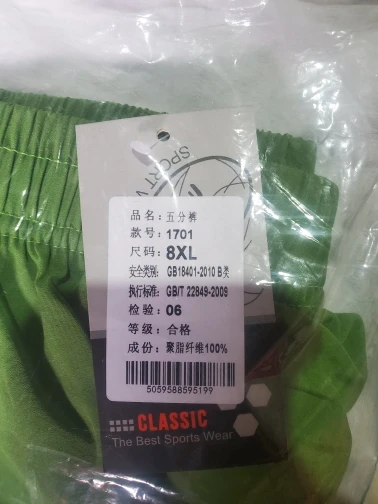 SPORT W
品名：五分裤
款号：1701
尺码：8XL
安全类别：GB18401-2010 B类
执行标准：GB/T 22849-2009
检验：06
等级：合格
成份：聚脂纤维100%
5059588595199
CLASSIC
The Best Sports Wear